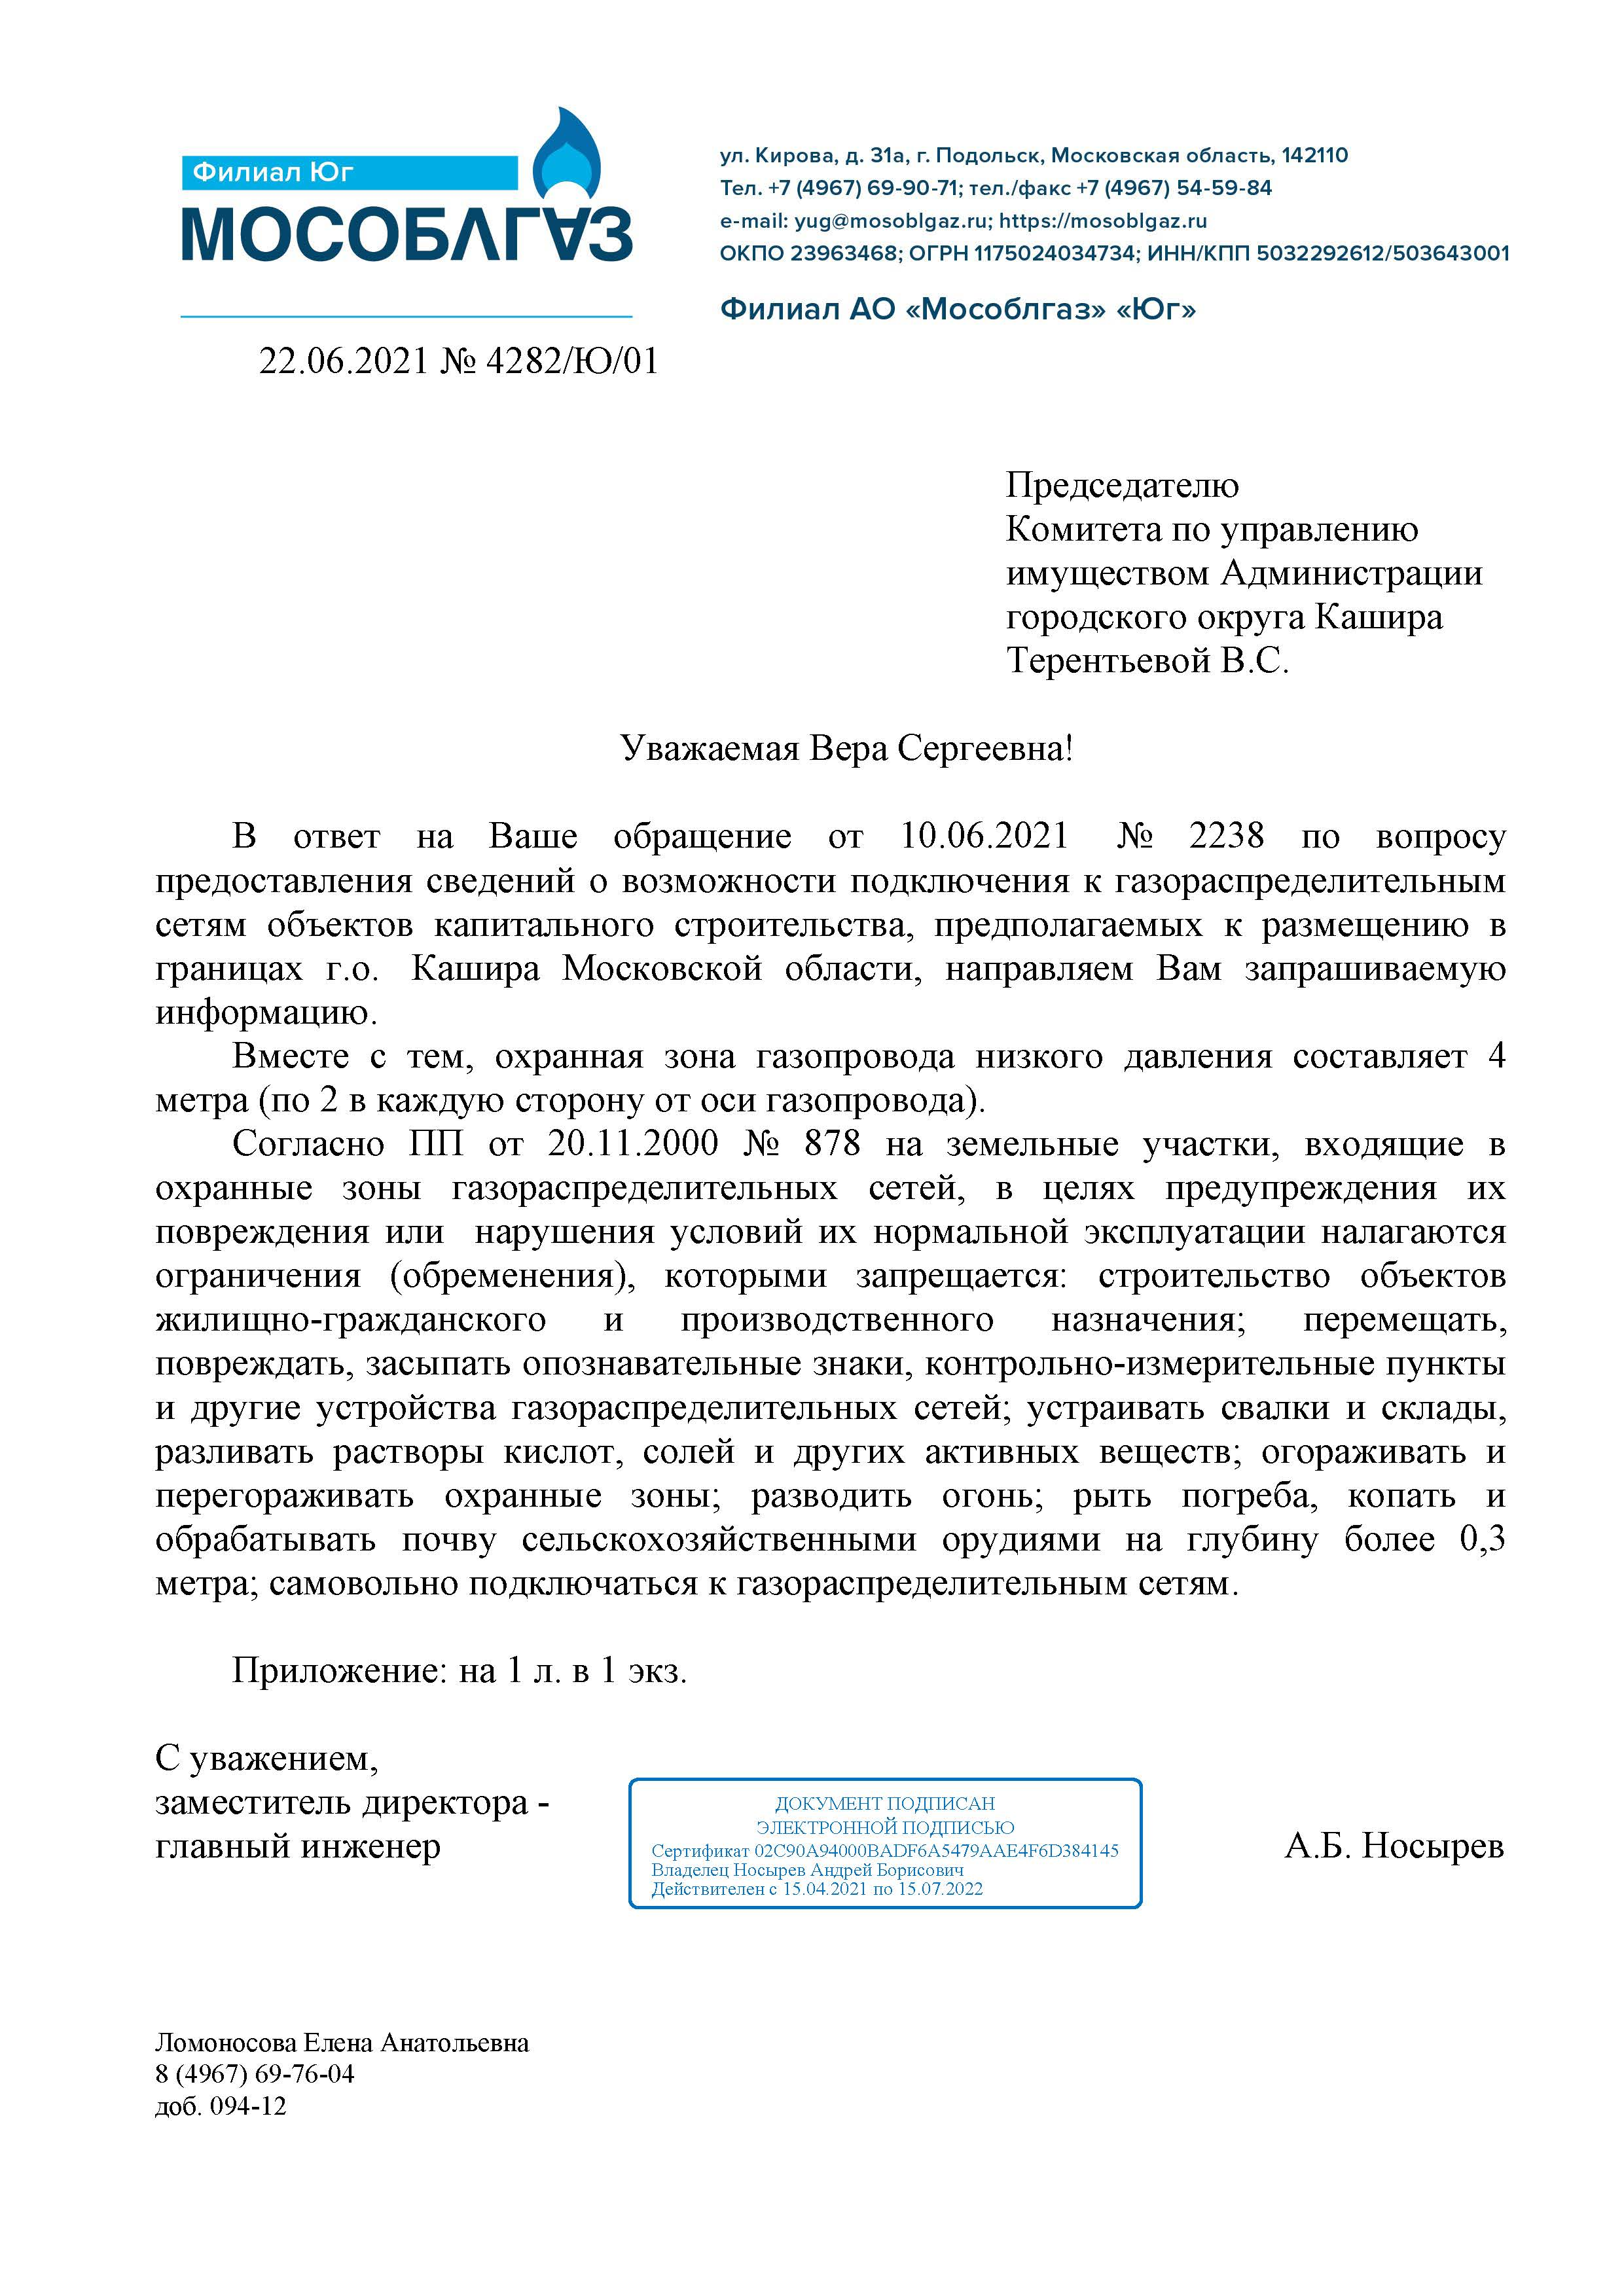 Филиал Юг
МОСОБЛГАЗ
ул. Кирова, д. 31а, г. Подольск, Московская область, 142110
Тел. +7 (4967) 69-90-71; тел./факс +7 (4967) 54-59-84
e-mail: yug@mosoblgaz.ru; https://mosoblgaz.ru
ОКПО 23963468; ОГРН 1175024034734; ИНН/КПП 5032292612/503643001
Филиал АО «Мособлгаз» «Юг»
22.06.2021 № 4282/Ю/01
Председателю
Комитета по управлению
имуществом Администрации
городского округа Кашира
Терентьевой В.С.
Уважаемая Вера Сергеевна!
В ответ на Ваше обращение от 10.06.2021 № 2238 по вопросу
предоставления сведений о возможности подключения к газораспределительным
сетям объектов капитального строительства, предполагаемых к размещению в
границах г.о. Кашира Московской области, направляем Вам запрашиваемую
информацию.
Вместе с тем, охранная зона газопровода низкого давления составляет 4
метра (по 2 в каждую сторону от оси газопровода).
Согласно ПП от 20.11.2000 № 878 на земельные участки, входящие в
охранные зоны газораспределительных сетей, в целях предупреждения их
повреждения или нарушения условий их нормальной эксплуатации налагаются
ограничения (обременения), которыми запрещается: строительство объектов
жилищно-гражданского и производственного назначения; перемещать,
повреждать, засыпать опознавательные знаки, контрольно-измерительные пункты
и другие устройства газораспределительных сетей; устраивать свалки и склады,
разливать растворы кислот, солей и других активных веществ; огораживать и
перегораживать охранные зоны; разводить огонь; рыть погреба, копать и
обрабатывать почву сельскохозяйственными орудиями на глубину более 0,3
метра; самовольно подключаться к газораспределительным сетям.
Приложение: на 1 л. в 1 экз.
С уважением,
заместитель директора -
главный инженер
ДОКУМЕНТ ПОДПИСАН
ЭЛЕКТРОННОЙ ПОДПИСЬЮ
Сертификат 02C90A94000BADF6A5479AAE4F6D384145
Владелец Носырев Андрей Борисович
Действителен с 15.04.2021 по 15.07.2022
А.Б. Носырев
Ломоносова Елена Анатольевна
8 (4967) 69-76-04
доб. 094-12